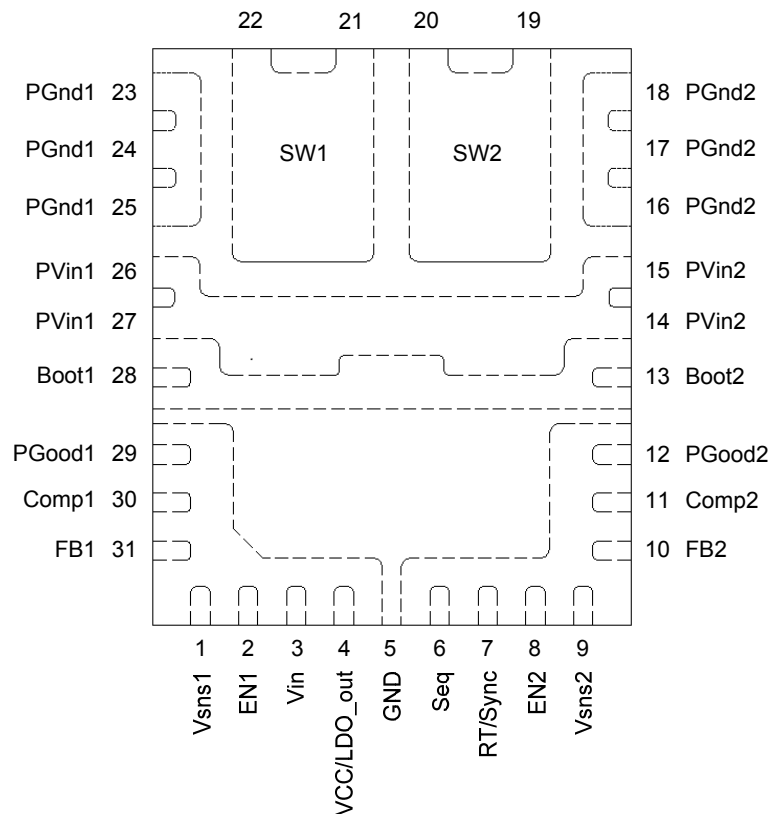 22 21 20 19
PGnd1 23
18 PGnd2
SW1
SW2
PGnd1 24
17 PGnd2
PGnd1 25
16 PGnd2
PVin1 26
15 PVin2
PVin1 27
14 PVin2
Boot1 28
13 Boot2
PGood1 29
12 PGood2
Comp1 30
11 Comp2
FB1 31
10 FB2
1 2 3 4 5 6 7 8 9
Vsns1
EN1
Vin
VCC/LDO_out
GND
Seq
RT/Sync
EN2
Vsns2